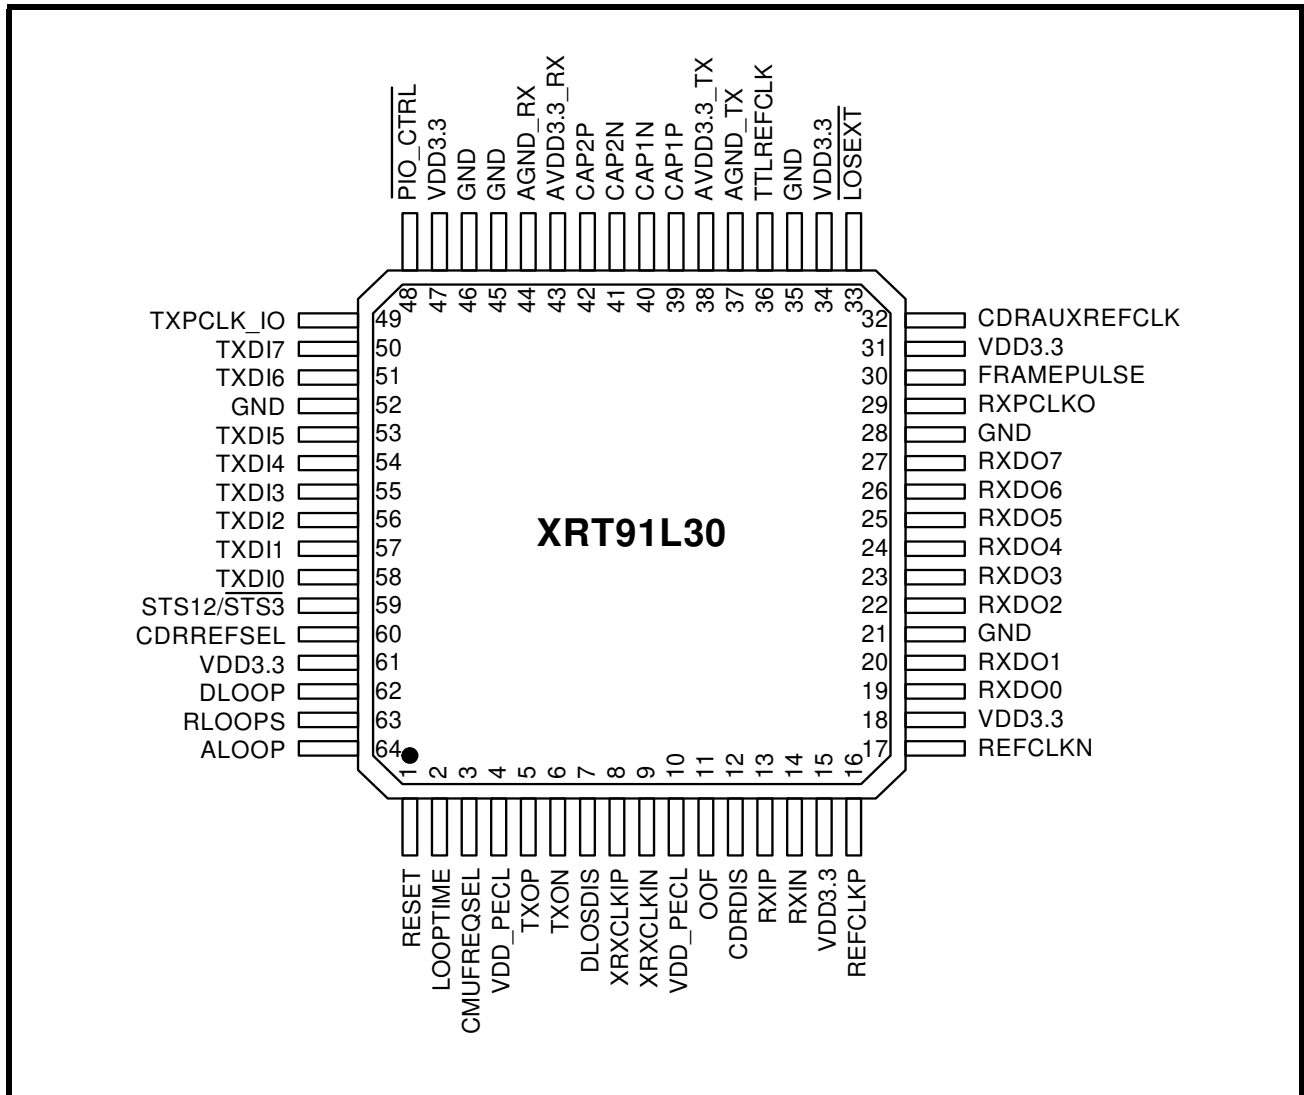 PIO_CTRL
VDD3.3
GND
GND
AGND_RX
AVDD3.3_RX
CAP2P
CAP2N
CAP1N
CAP1P
AVDD3.3_TX
AGND_TX
TTLREFCLK
GND
VDD3.3
LOSEXT
48 47 46 45 44 43 42 41 40 39 38 37 36 35 34 33
TXPCLK_IO 49 32 CDRAUXREFCLK
TXDI7 50 31 VDD3.3
TXDI6 51 30 FRAMEPULSE
GND 52 29 RXPCLKO
TXDI5 53 28 GND
TXDI4 54 27 RXDO7
TXDI3 55 26 RXDO6
TXDI2 56 25 RXDO5
XRT91L30
TXDI1 57 24 RXDO4
TXDI0 58 23 RXDO3
STS12/STS3 59 22 RXDO2
CDRREFSEL 60 21 GND
VDD3.3 61 20 RXDO1
DLOOP 62 19 RXDO0
RLOOPS 63 18 VDD3.3
ALOOP 64 17 REFCLKN
1 2 3 4 5 6 7 8 9 10 11 12 13 14 15 16
RESET
LOOPTIME
CMUFREQSEL
VDD_PECL
TXOP
TXON
DLOSDIS
XRXCLKIP
XRXCLKIN
VDD_PECL
OOF
CDRDIS
RXIP
RXIN
VDD3.3
REFCLKP